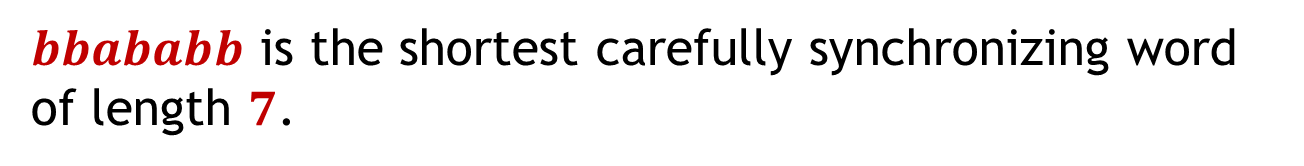 bbababb is the shortest carefully synchronizing word
of length 7.